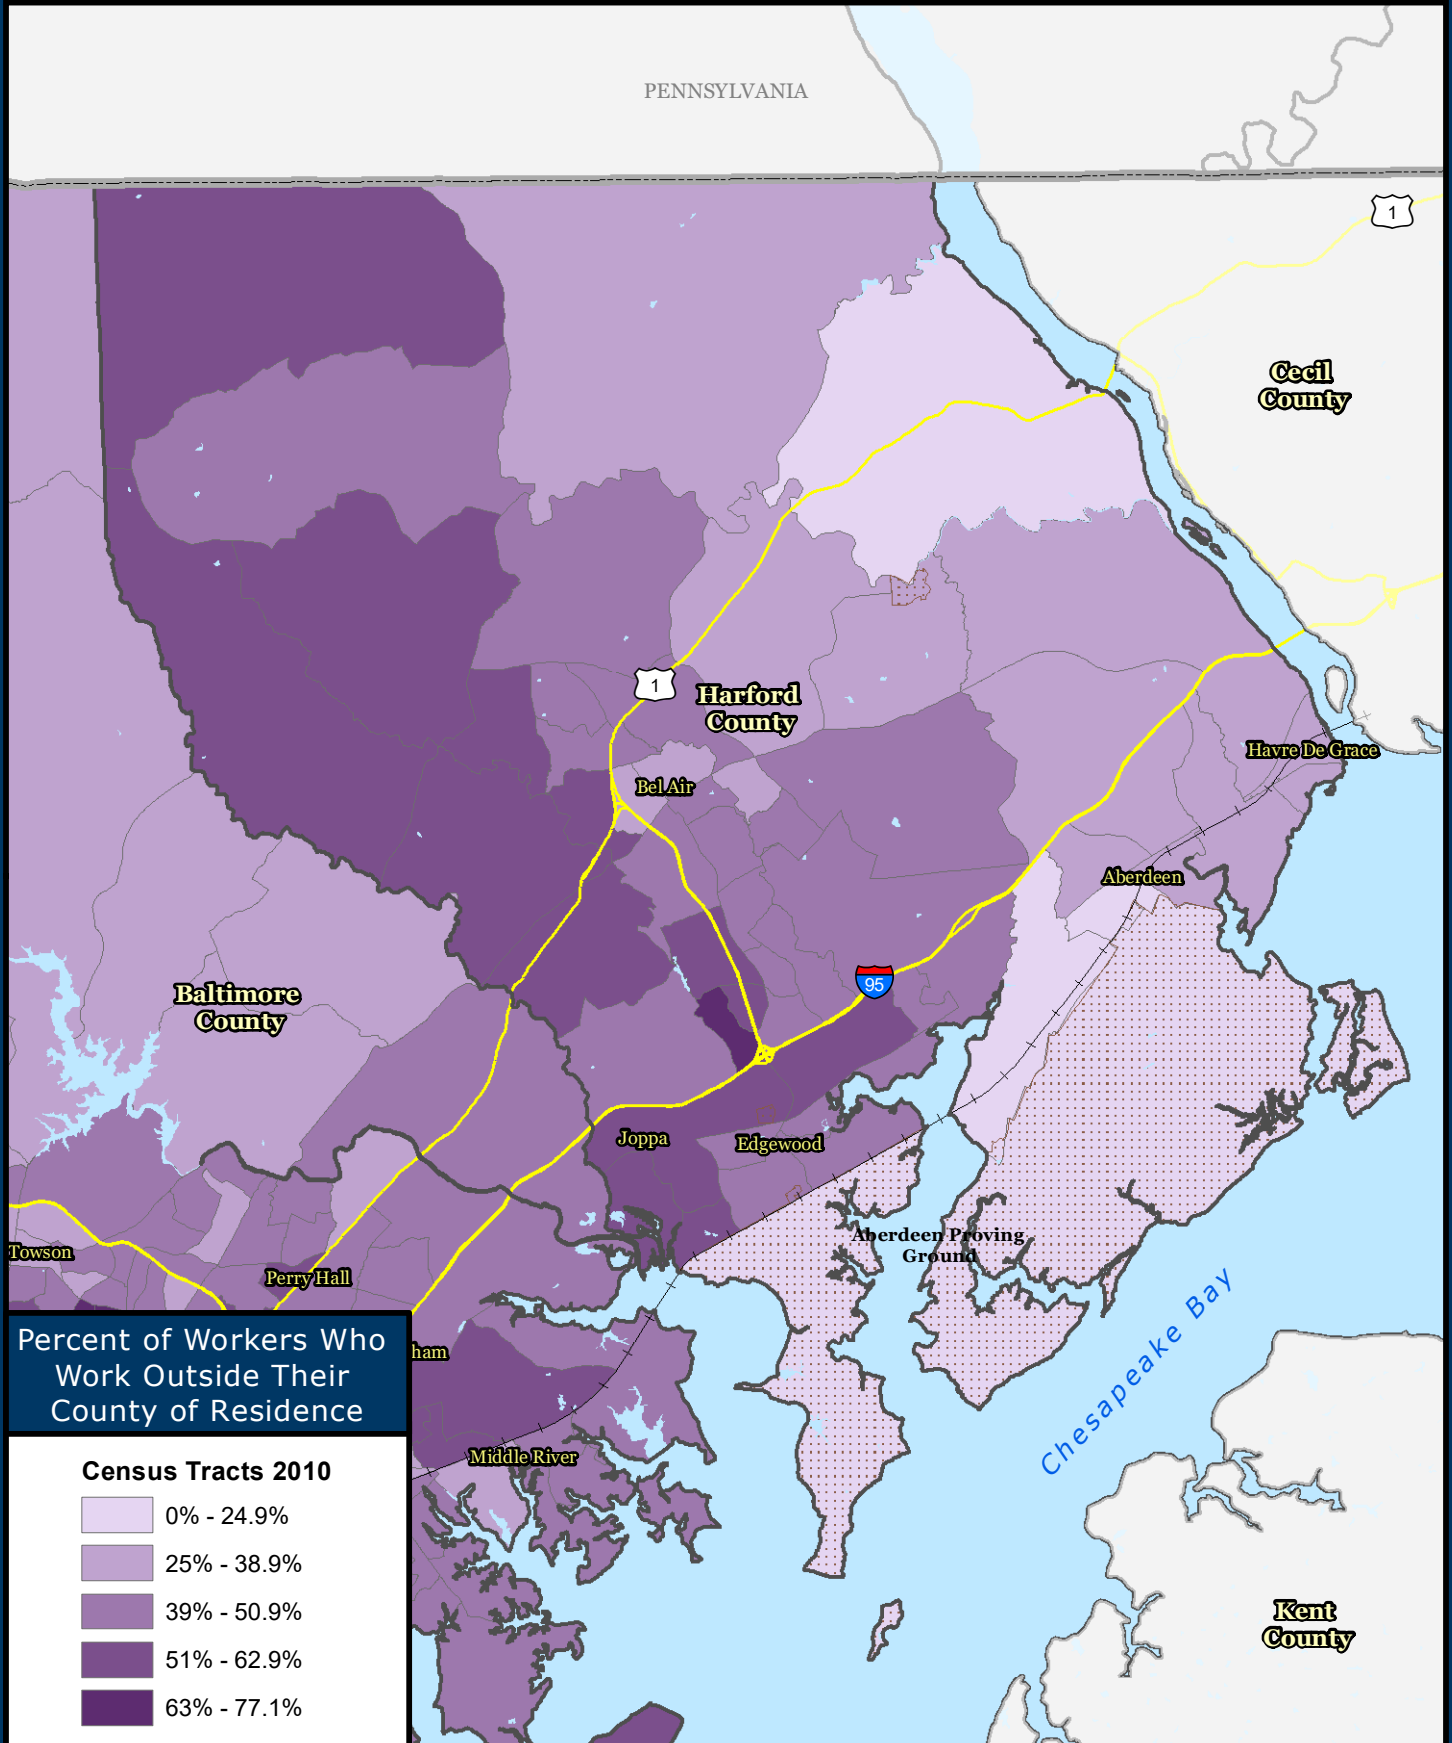 PENNSYLVANIA
1
Cecil
County
1
Harford
County
Havre De Grace
Bel Air
Aberdeen
95
Baltimore
County
Joppa
Edgewood
Aberdeen Proving
Ground
Towson
Perry Hall
Chesapeake Bay
ham
Middle River
Kent
County
Percent of Workers Who
Work Outside Their
County of Residence
Census Tracts 2010
0% - 24.9%
25% - 38.9%
39% - 50.9%
51% - 62.9%
63% - 77.1%